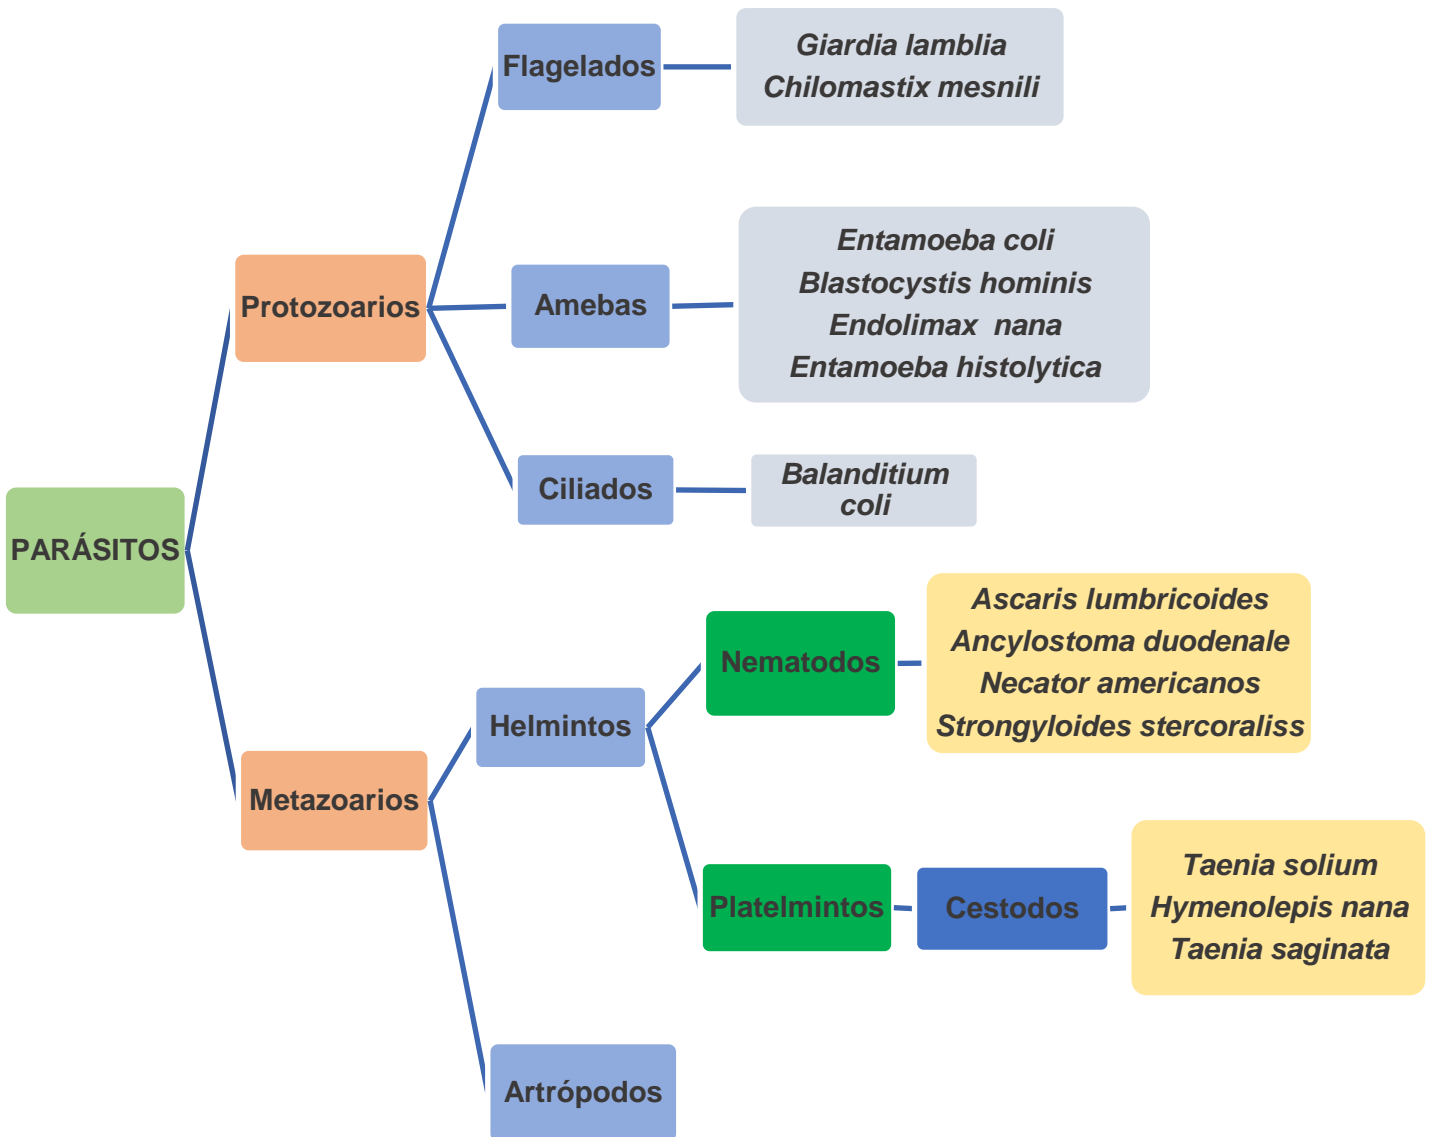 Flagelados
Giardia lamblia
Chilomastix mesnili
Protozoarios
Amebas
Entamoeba coli
Blastocystis hominis
Endolimax  nana
Entamoeba histolytica
Ciliados
Balanditium
coli
PARÁSITOS
Metazoarios
Helmintos
Nematodos
Ascaris lumbricoides
Ancylostoma duodenale
Necator americanos
Strongyloides stercoraliss
Platelmintos
Cestodos
Taenia solium
Hymenolepis nana
Taenia saginata
Artrópodos